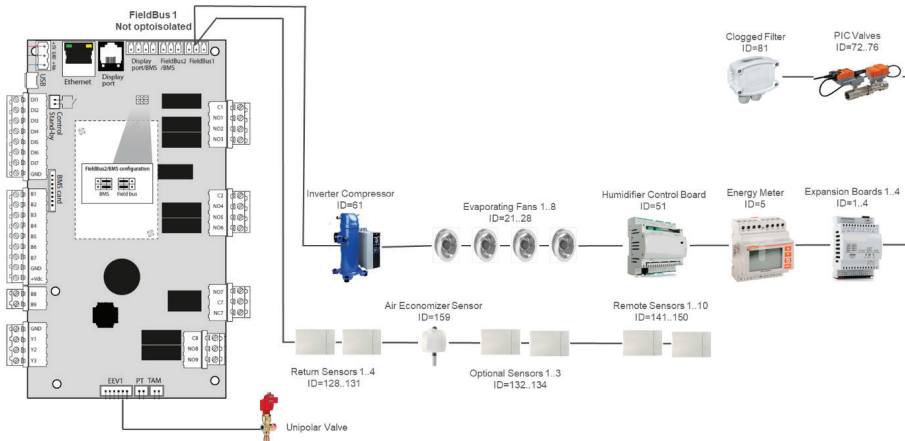 FieldBus 1
Not optoisolated
USB
Ethernet
Display
port
Display
port/BMS
FieldBus2
/BMS
FieldBus1
Control
Stand-by
BMS card
DI1
DI2
DI3
DI4
DI5
DI6
DI7
GND
B1
B2
B3
B4
B5
B6
B7
GND
+Vdc
B8
B9
GND
Y1
Y2
Y3
FieldBus2/BMS configuration
BMS
Field bus
C1
NO1
NO2
NO3
C2
NO4
NO5
NO6
NO7
C7
NC7
C8
NO8
NO9
EEV1
PT
TAM
Unipolar Valve
Clogged Filter
ID=81
PIC Valves
ID=72..76
Inverter Compressor
ID=61
Evaporating Fans 1..8
ID=21..28
Humidifier Control Board
ID=51
Energy Meter
ID=5
Expansion Boards 1..4
ID=1..4
Return Sensors 1..4
ID=128..131
Air Economizer Sensor
ID=159
Optional Sensors 1..3
ID=132..134
Remote Sensors 1..10
ID=141..150